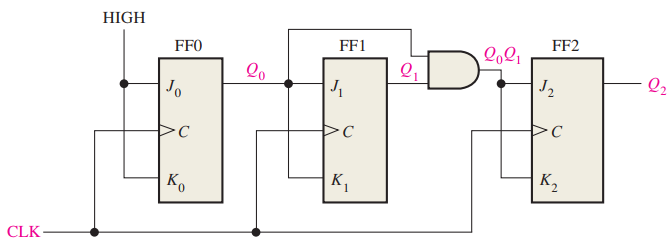 HIGH
FF0 FF1 FF2
Q0 Q1 Q0Q1
J0 J1 J2 Q2
C C C
K0 K1 K2
CLK